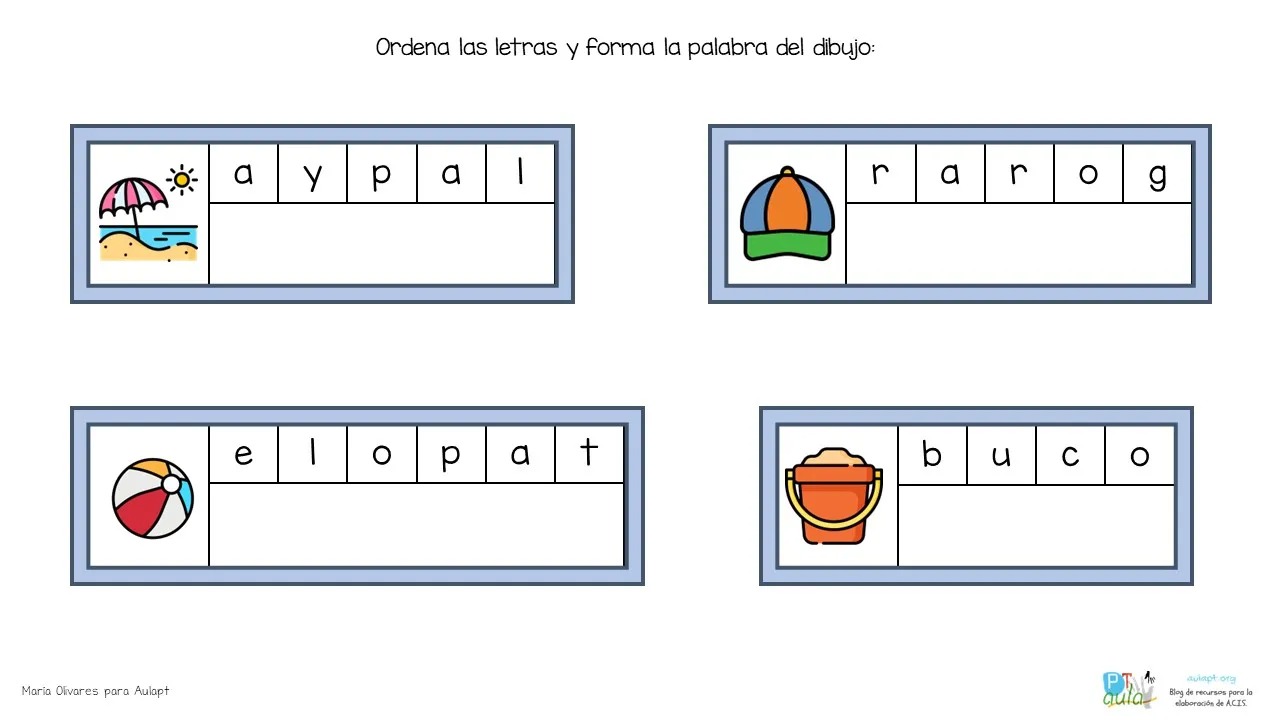 Ordena las letras y forma la palabra del dibujo:
a y p a l
r a r o g
e l o p a t
b u c o
María Olivares para Aulapt
PT
aula
aulapt.org
Blog de recursos para la
elaboración de A.C.I.S.